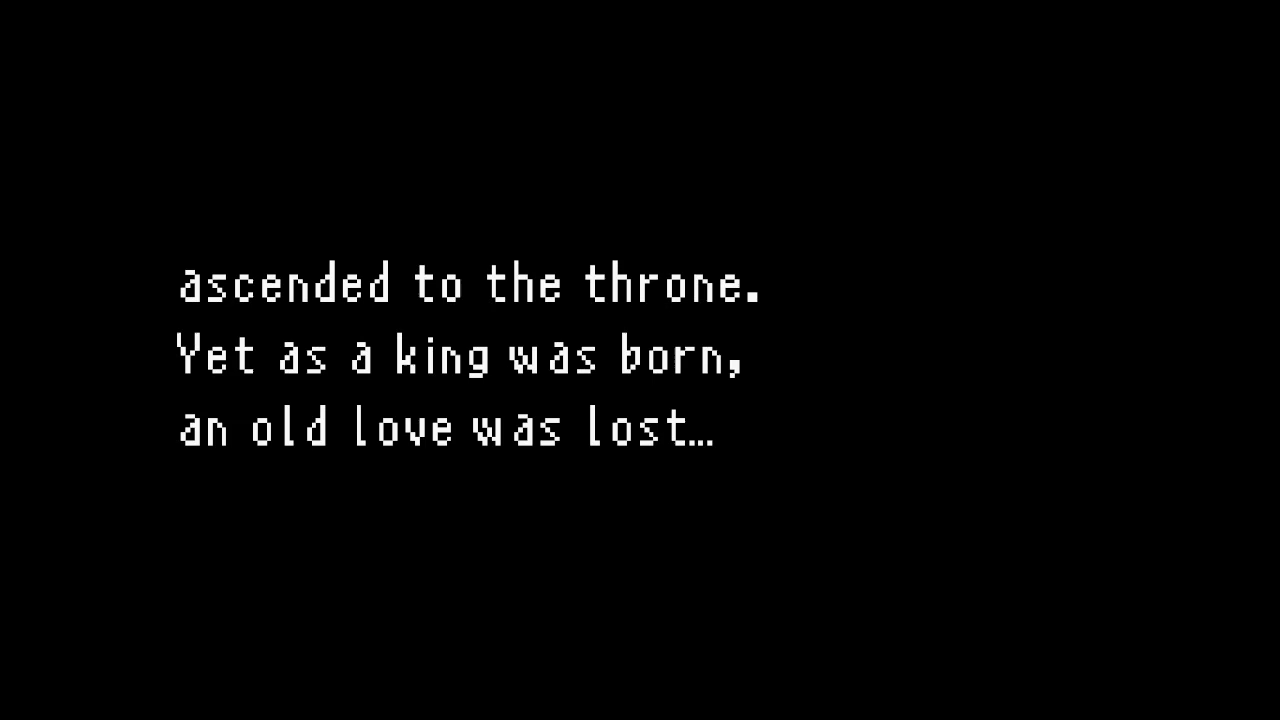 ascended to the throne.
Yet as a king was born,
an old love was lost…